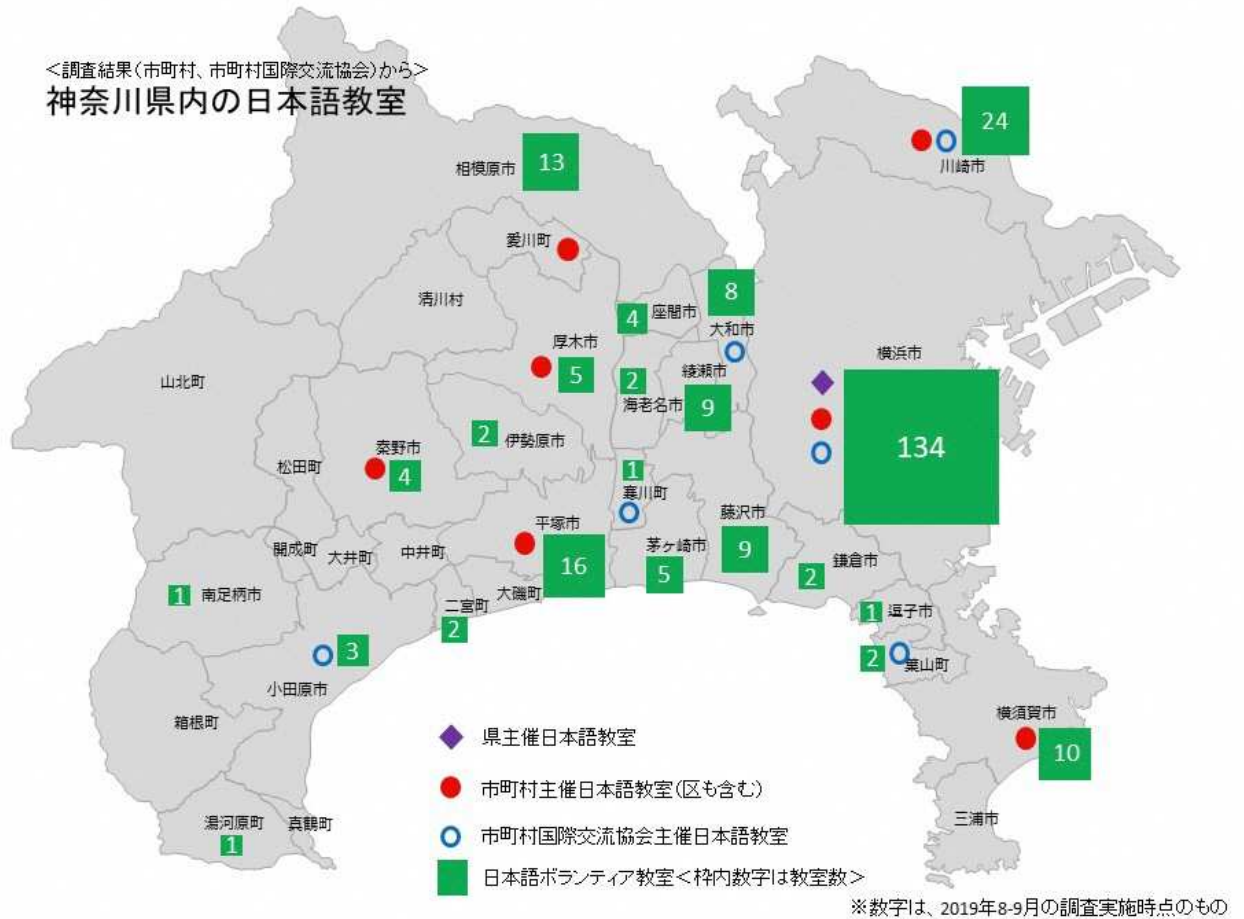 <調査結果(市町村、市町村国際交流協会)から>
神奈川県内の日本語教室
24
川崎市
13
相模原市
愛川町
清川村
8
大和市
4
座間市
厚木市
5
横浜市
134
山北町
2
海老名市
綾瀬市
9
2
伊勢原市
秦野市
4
松田町
1
寒川町
平塚市
16
藤沢市
9
茅ヶ崎市
5
鎌倉市
2
開成町
大井町
中井町
大磯町
二宮町
2
1
南足柄市
1
逗子市
2
葉山町
3
小田原市
箱根町
横須賀市
10
三浦市
湯河原町
1
真鶴町
県主催日本語教室
市町村主催日本語教室(区も含む)
市町村国際交流協会主催日本語教室
日本語ボランティア教室<枠内数字は教室数>
※数字は、2019年8-9月の調査実施時点のもの